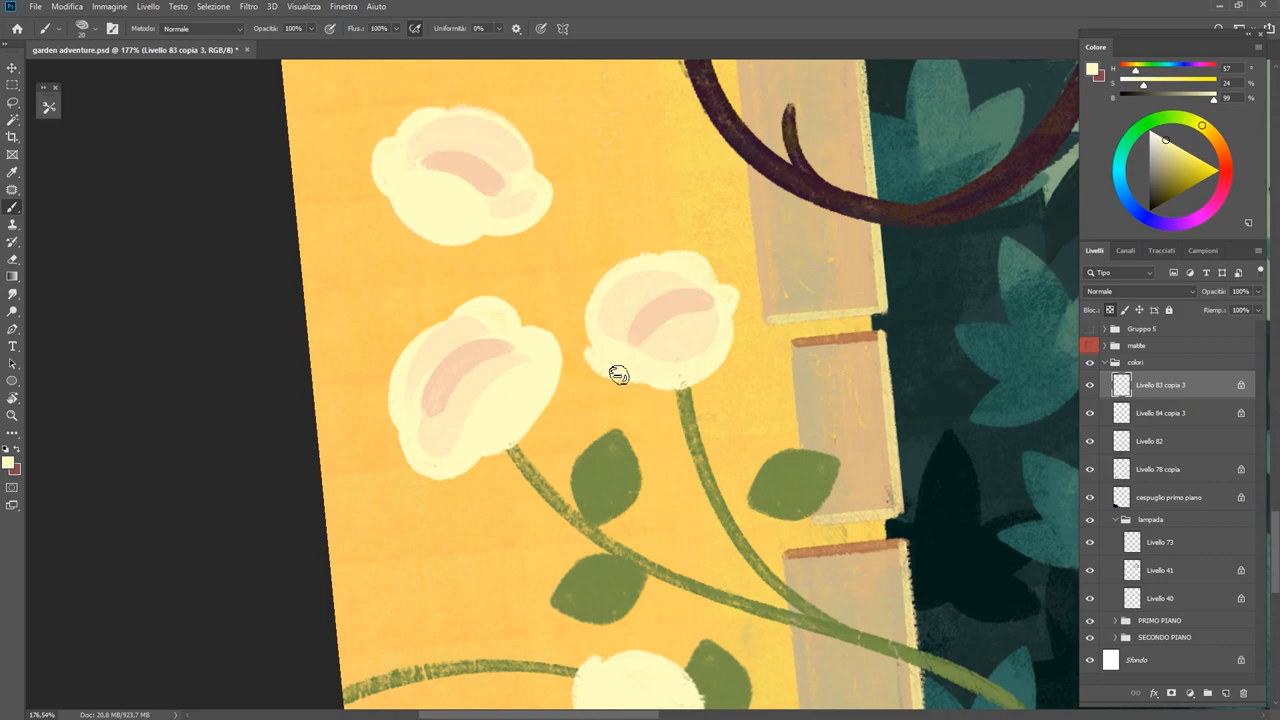 Ps File Modifica Immagine Livello Testo Selezione Filtro 3D Visualizza Finestra Aiuto
20 Metodo: Normale Opacità: 100% Flus.: 100% Uniformità: 0%
garden adventure.psd @ 177% (Livello 83 copia 3, RGB/8) *
Colore
H 57 °
S 24 %
B 99 %
Livelli Canali Tracciati Campioni
Tipo
Normale Opacità: 100%
Bloc.: Riemp.: 100%
Gruppo 5
matite
colori
Livello 83 copia 3
Livello 84 copia 3
Livello 82
Livello 78 copia
cespuglio primo piano
lampada
Livello 73
Livello 41
Livello 40
PRIMO PIANO
SECONDO PIANO
Sfondo
176,54% Doc: 20,8 MB/923,7 MB